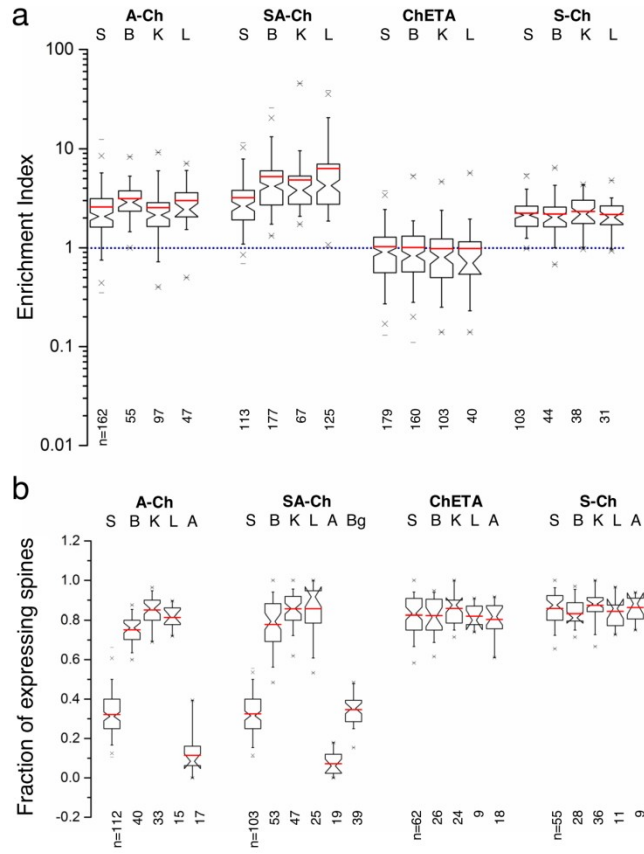 a
A-Ch SA-Ch ChETA S-Ch
S B K L S B K L S B K L S B K L
100
10
1
0.1
0.01
Enrichment Index
n=162 55 97 47 113 177 67 125 179 160 103 40 103 44 38 31
b
A-Ch SA-Ch ChETA S-Ch
S B K L A S B K L A Bg S B K L A S B K L A
1.2
1.0
0.8
0.6
0.4
0.2
0.0
-0.2
Fraction of expressing spines
n=112 40 33 15 17 n=103 53 47 25 19 39 n=62 26 24 9 18 n=55 28 36 11 9